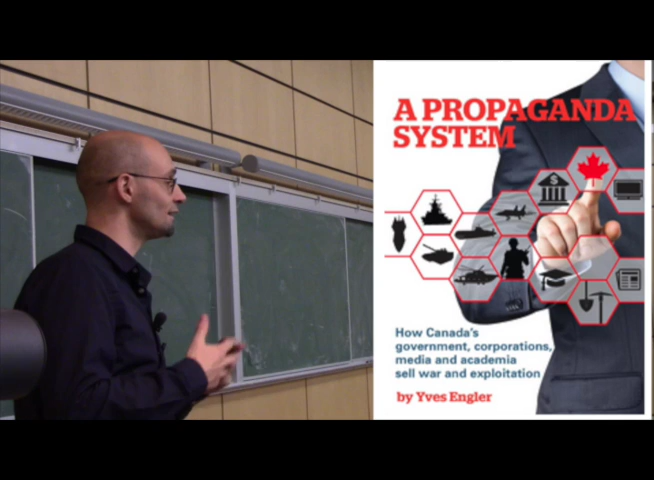 A PROPAGANDA
SYSTEM
$
How Canada's
government, corporations,
media and academia
sell war and exploitation
by Yves Engler